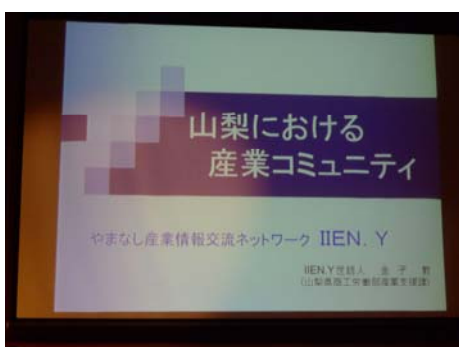 山梨における
産業コミュニティ
やまなし産業情報交流ネットワーク IIEN. Y
IIEN.Y世話人 金 子
(山梨県商工労働部産業支援課)